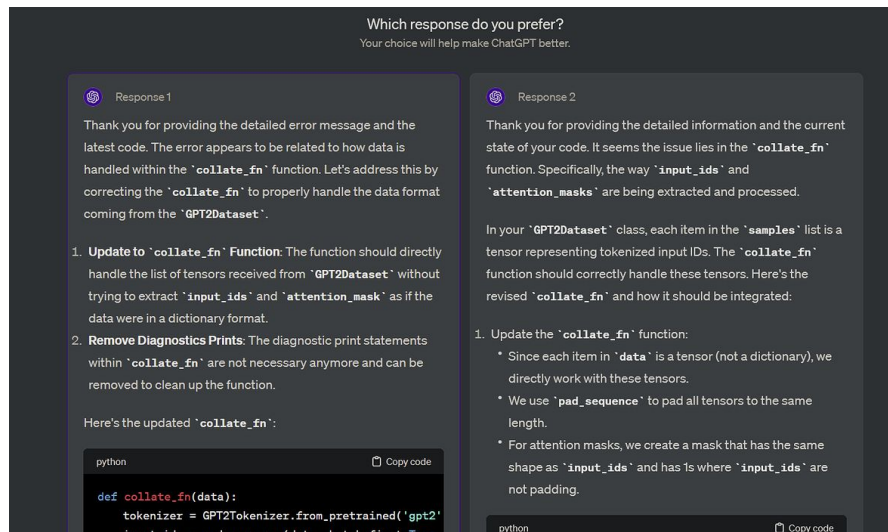 Which response do you prefer?
Your choice will help make ChatGPT better.
Response 1
Thank you for providing the detailed error message and the
latest code. The error appears to be related to how data is
handled within the `collate_fn` function. Let's address this by
correcting the `collate_fn` to properly handle the data format
coming from the `GPT2Dataset`.
1. Update to `collate_fn` Function: The function should directly
handle the list of tensors received from `GPT2Dataset` without
trying to extract `input_ids` and `attention_mask` as if the
data were in a dictionary format.
2. Remove Diagnostics Prints: The diagnostic print statements
within `collate_fn` are not necessary anymore and can be
removed to clean up the function.
Here's the updated `collate_fn`:
python
Copy code
def collate_fn(data):
tokenizer = GPT2Tokenizer.from_pretrained('gpt2'
Response 2
Thank you for providing the detailed information and the current
state of your code. It seems the issue lies in the `collate_fn`
function. Specifically, the way `input_ids` and
`attention_masks` are being extracted and processed.
In your `GPT2Dataset` class, each item in the `samples` list is a
tensor representing tokenized input IDs. The `collate_fn`
function should correctly handle these tensors. Here's the
revised `collate_fn` and how it should be integrated:
1. Update the `collate_fn` function:
• Since each item in `data` is a tensor (not a dictionary), we
directly work with these tensors.
• We use `pad_sequence` to pad all tensors to the same
length.
• For attention masks, we create a mask that has the same
shape as `input_ids` and has 1s where `input_ids` are
not padding.
python
Copy code